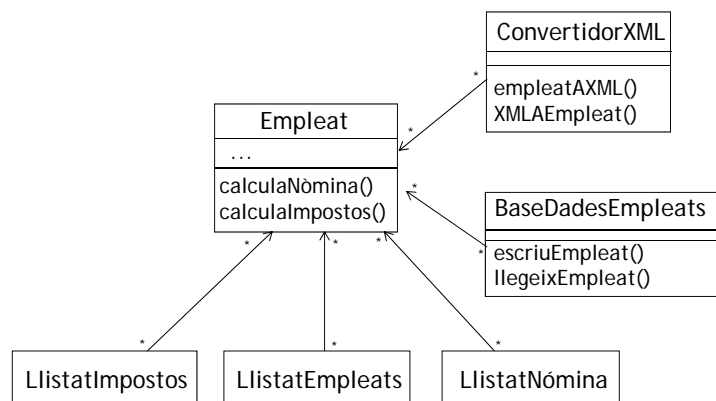 ConvertidorXML
*
empleatAXML()
XMLAEmpleat()
Empleat
*
...
calculaNòmina()
calculaImpostos()
*
BaseDadesEmpleats
*
escriuEmpleat()
llegeixEmpleat()
* * *
* * *
LlistatImpostos
LlistatEmpleats
LlistatNómina